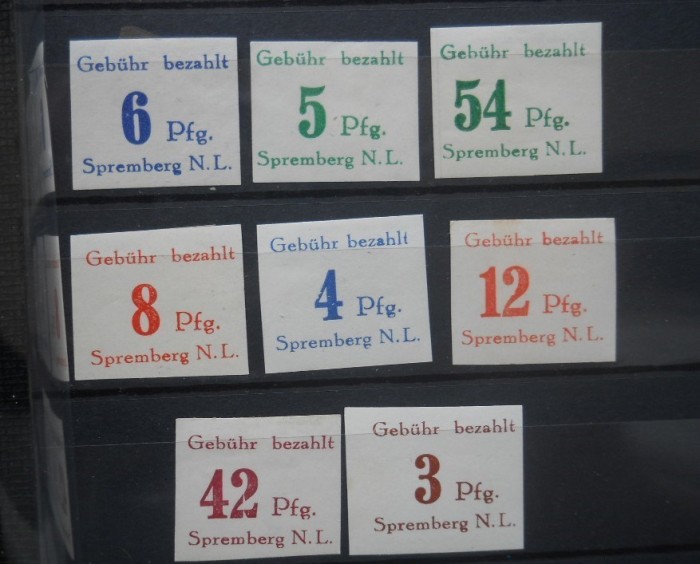 Gebühr bezahlt
6 Pfg.
Spremberg N.L.
Gebühr bezahlt
5 Pfg.
Spremberg N.L.
Gebühr bezahlt
54 Pfg.
Spremberg N.L.
Gebühr bezahlt
8 Pfg.
Spremberg N.L.
Gebühr bezahlt
4 Pfg.
Spremberg N.L.
Gebühr bezahlt
12 Pfg.
Spremberg N.L.
Gebühr bezahlt
42 Pfg.
Spremberg N.L.
Gebühr bezahlt
3 Pfg.
Spremberg N.L.